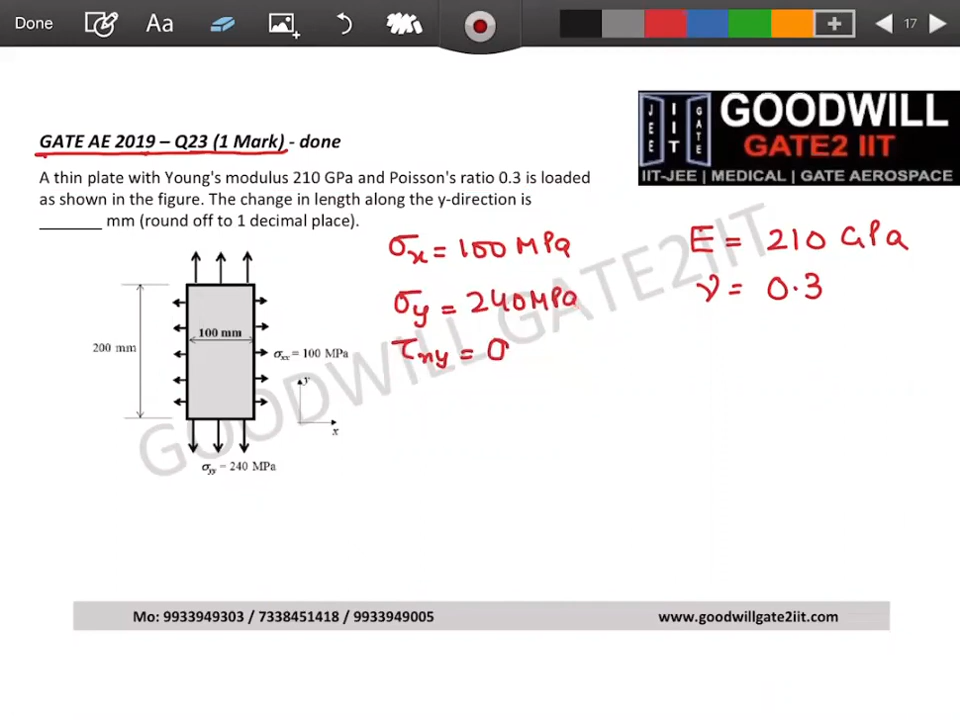 Done
Aa
17
GOODWILL
GATE2 IIT
IIT-JEE | MEDICAL | GATE AEROSPACE
JEE IIT GATE
GATE AE 2019 – Q23 (1 Mark) - done
A thin plate with Young's modulus 210 GPa and Poisson's ratio 0.3 is loaded
as shown in the figure. The change in length along the y-direction is
_______ mm (round off to 1 decimal place).
σx = 100 MPa
E = 210 GPa
σy = 240 MPa
ν = 0.3
τxy = 0
100 mm
200 mm
σxx = 100 MPa
y
x
σyy = 240 MPa
GOODWILL GATE2IIT
Mo: 9933949303 / 7338451418 / 9933949005
www.goodwillgate2iit.com